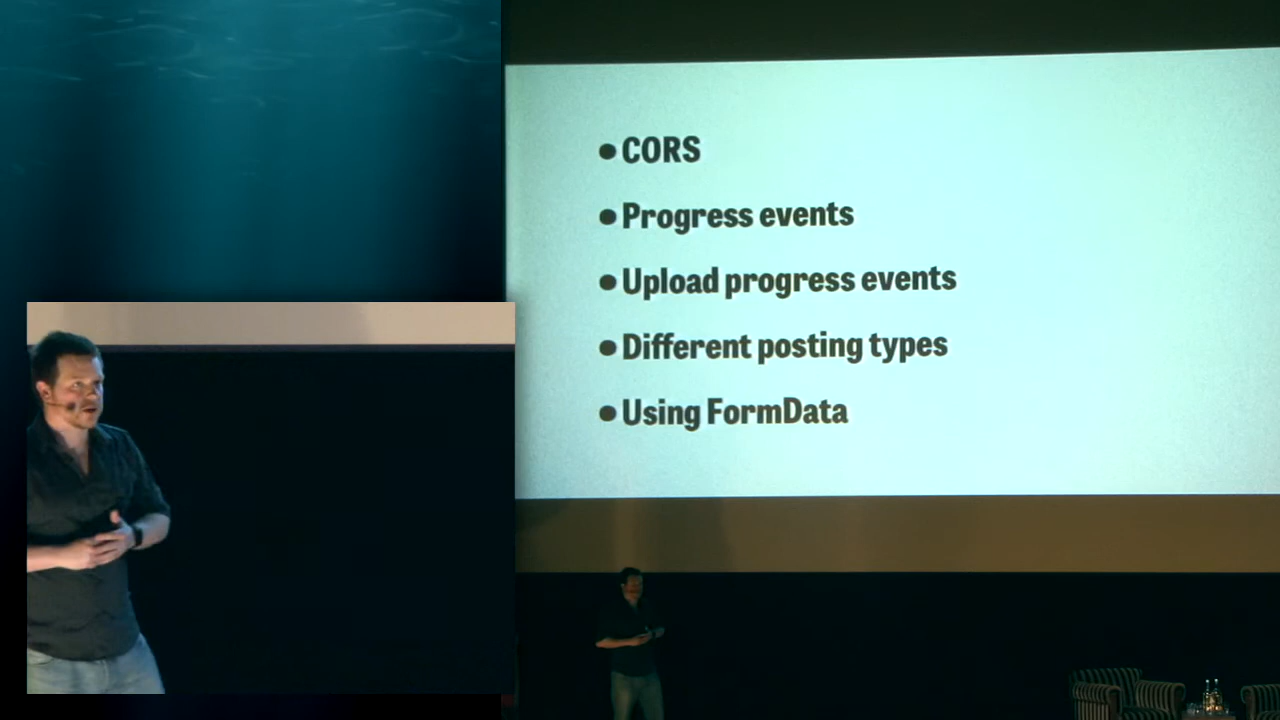 • CORS
• Progress events
• Upload progress events
• Different posting types
• Using FormData